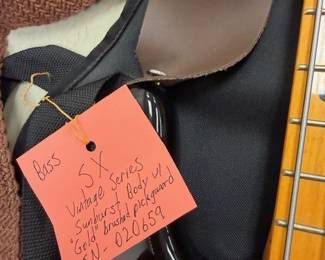 Bass
SX
Vintage Series
Sunburst Body w/
"Gold" brushed pickguard
SN - 020659